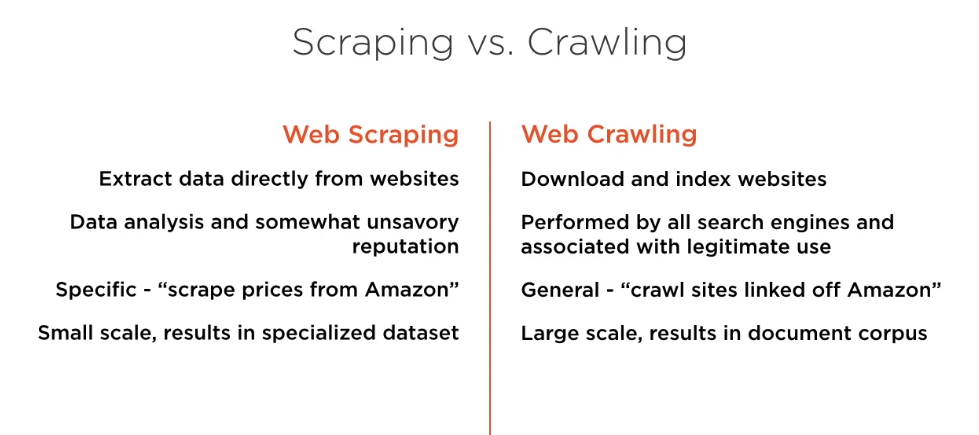 Scraping vs. Crawling
Web Scraping
Extract data directly from websites
Data analysis and somewhat unsavory
reputation
Specific - “scrape prices from Amazon”
Small scale, results in specialized dataset
Web Crawling
Download and index websites
Performed by all search engines and
associated with legitimate use
General - “crawl sites linked off Amazon”
Large scale, results in document corpus